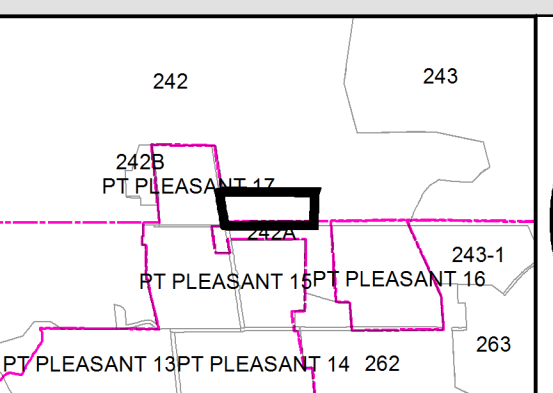 242
243
242B
PT PLEASANT 17
242A
243-1
PT PLEASANT 15
PT PLEASANT 16
263
PT PLEASANT 13
PT PLEASANT 14
262